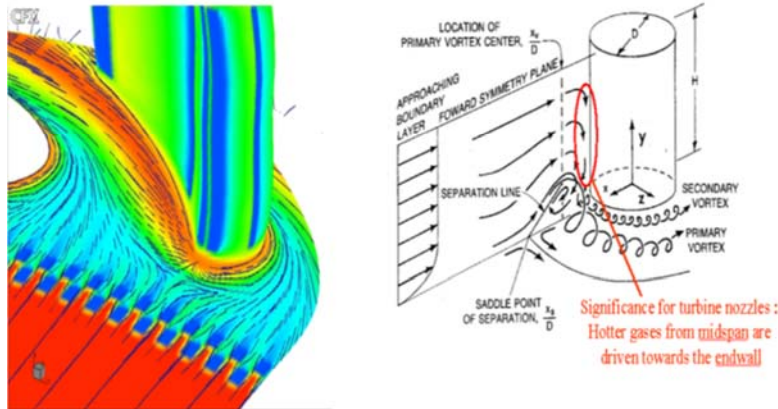 CFX
LOCATION OF
PRIMARY VORTEX CENTER, xᵥ/D
APPROACHING
BOUNDARY
LAYER
FOWARD SYMMETRY PLANE
D
H
y
x
z
SEPARATION LINE
SECONDARY
VORTEX
PRIMARY
VORTEX
SADDLE POINT
OF SEPARATION, xₛ/D
Significance for turbine nozzles :
Hotter gases from midspan are
driven towards the endwall